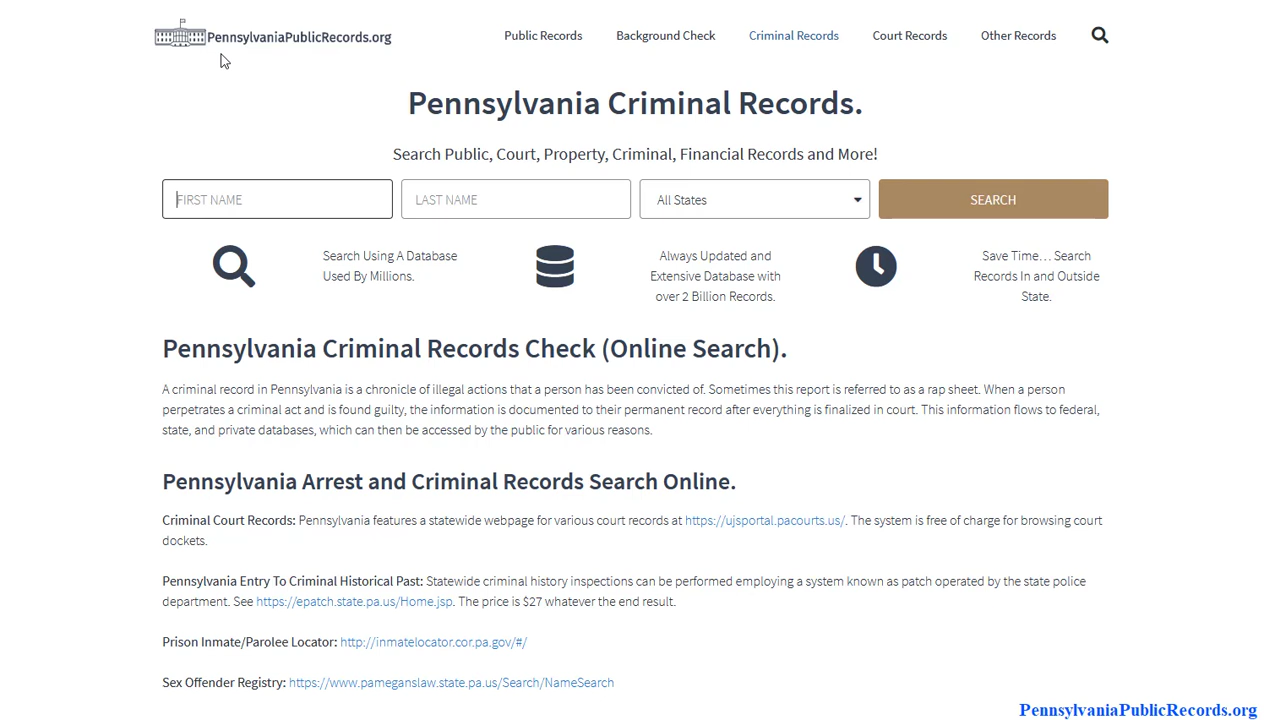 PennsylvaniaPublicRecords.org
Public Records
Background Check
Criminal Records
Court Records
Other Records
Pennsylvania Criminal Records.
Search Public, Court, Property, Criminal, Financial Records and More!
FIRST NAME
LAST NAME
All States
SEARCH
Search Using A Database
Used By Millions.
Always Updated and
Extensive Database with
over 2 Billion Records.
Save Time… Search
Records In and Outside
State.
Pennsylvania Criminal Records Check (Online Search).
A criminal record in Pennsylvania is a chronicle of illegal actions that a person has been convicted of. Sometimes this report is referred to as a rap sheet. When a person
perpetrates a criminal act and is found guilty, the information is documented to their permanent record after everything is finalized in court. This information flows to federal,
state, and private databases, which can then be accessed by the public for various reasons.
Pennsylvania Arrest and Criminal Records Search Online.
Criminal Court Records: Pennsylvania features a statewide webpage for various court records at https://ujsportal.pacourts.us/. The system is free of charge for browsing court
dockets.
Pennsylvania Entry To Criminal Historical Past: Statewide criminal history inspections can be performed employing a system known as patch operated by the state police
department. See https://epatch.state.pa.us/Home.jsp. The price is $27 whatever the end result.
Prison Inmate/Parolee Locator: http://inmatelocator.cor.pa.gov/#/
Sex Offender Registry: https://www.pameganslaw.state.pa.us/Search/NameSearch
PennsylvaniaPublicRecords.org